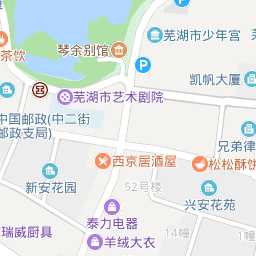 琴余别馆
芜湖市少年宫
茶饮
凯帆大厦
芜湖市艺术剧院
中国邮政(中二街
邮政支局)
兄弟律
西京居酒屋
松松酥饼
新安花园
52号楼
兴安花苑
泰力电器
14幢
瑞威厨具
羊绒大衣